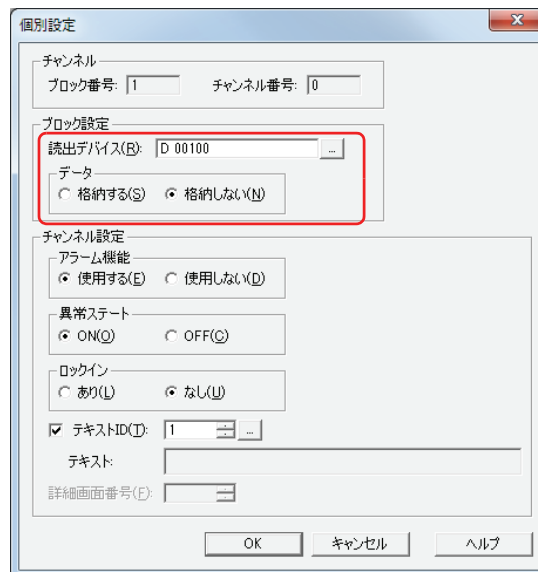 個別設定
チャンネル
ブロック番号: 1 チャンネル番号: 0
ブロック設定
読出デバイス(R): D 00100 ...
データ
格納する(S) 格納しない(N)
チャンネル設定
アラーム機能
使用する(E) 使用しない(D)
異常ステート
ON(O) OFF(C)
ロックイン
あり(L) なし(U)
テキストID(T): 1 ...
テキスト:
詳細画面番号(F):
OK キャンセル ヘルプ